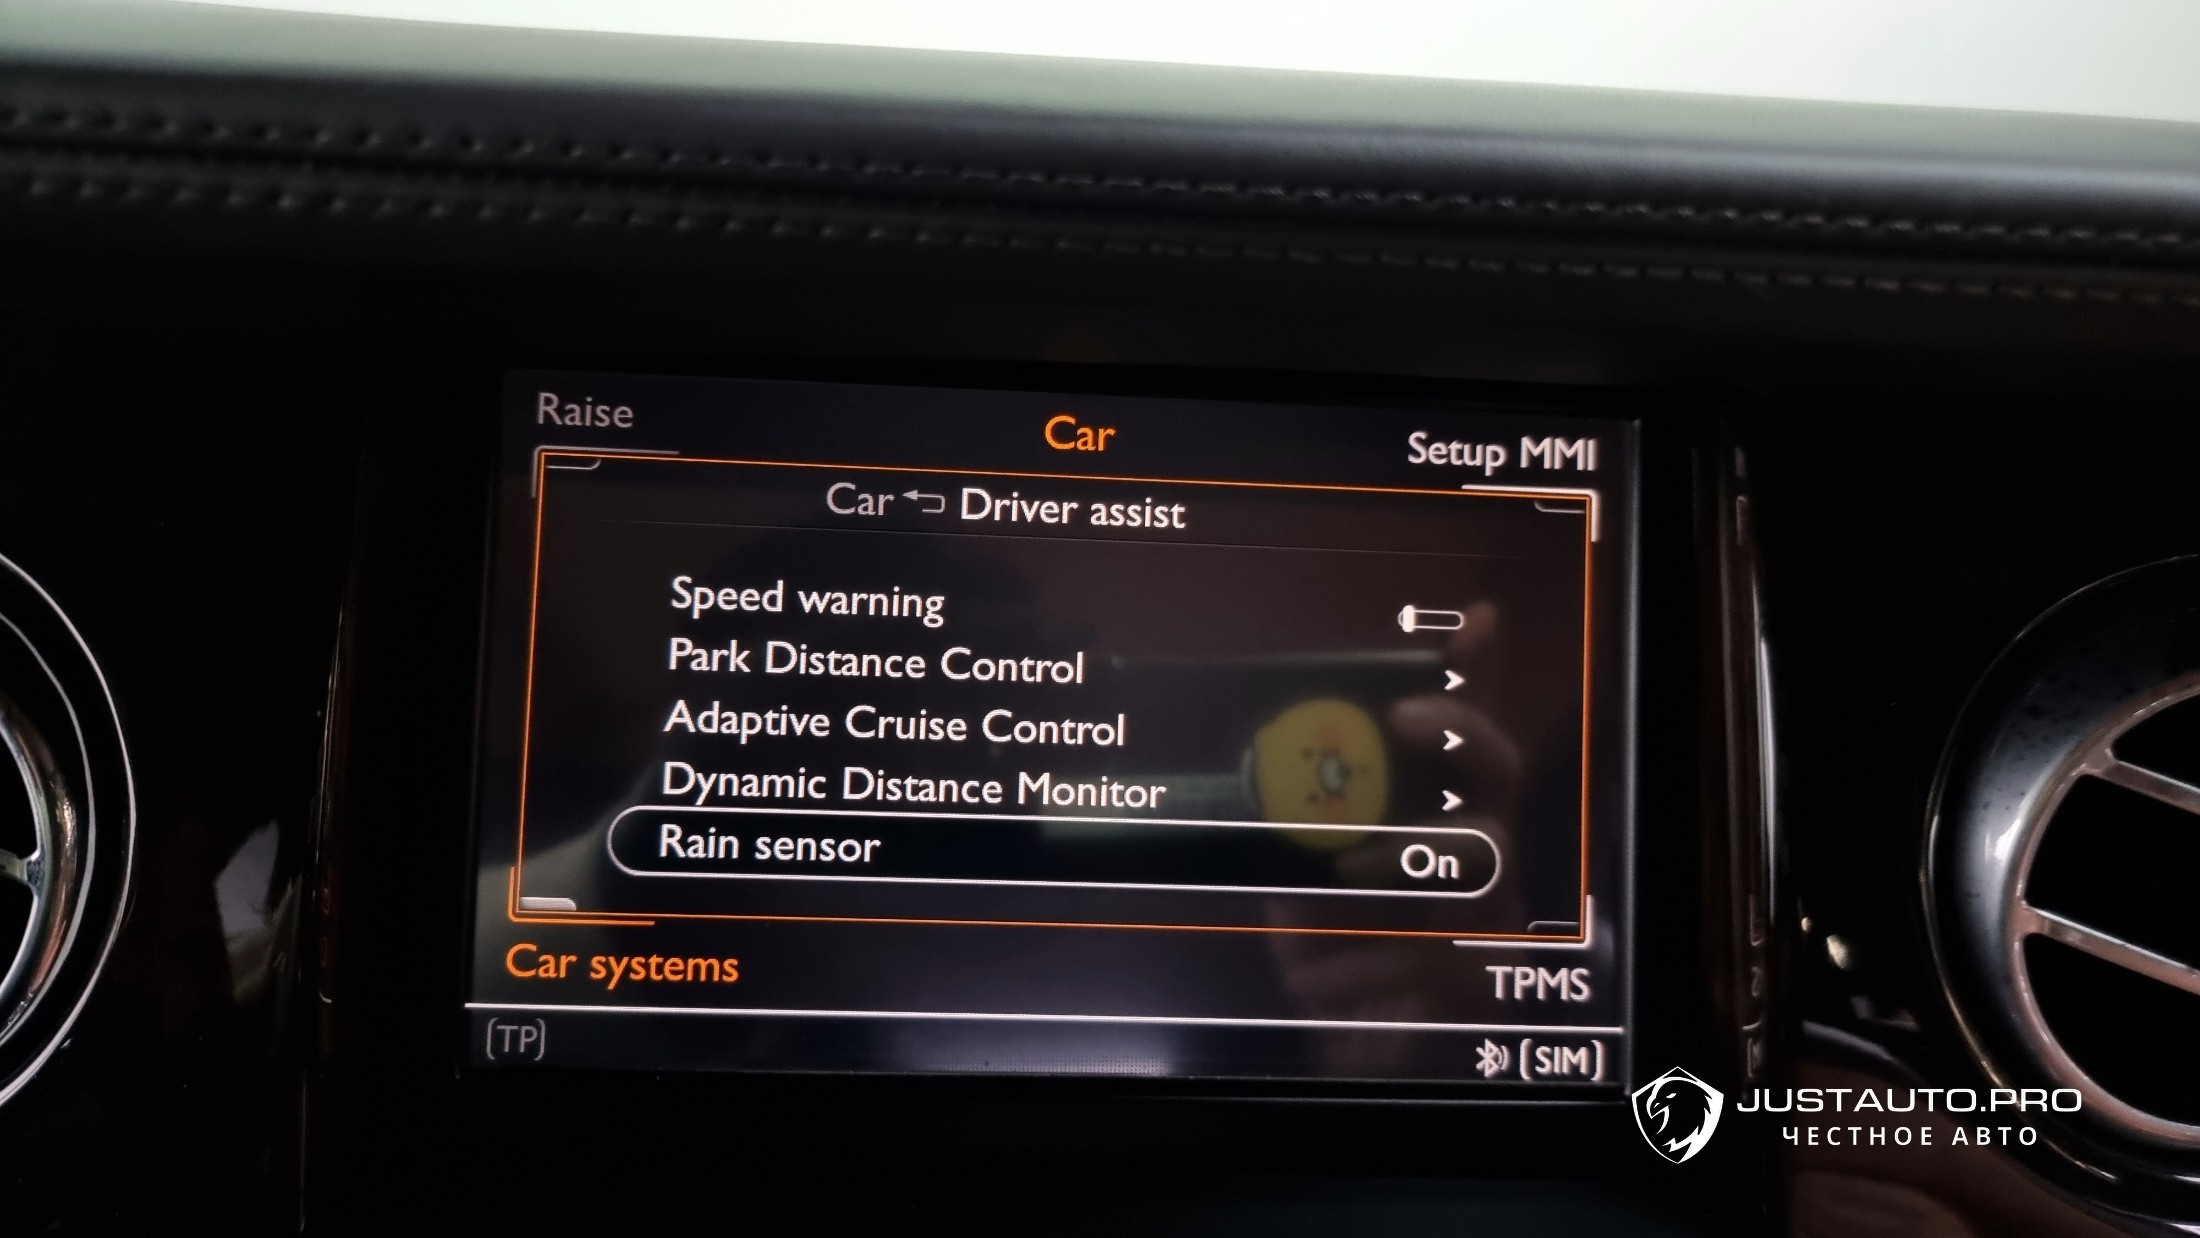 Raise
Car
Setup MMI
Car Driver assist
Speed warning
Park Distance Control
Adaptive Cruise Control
Dynamic Distance Monitor
Rain sensor On
Car systems
TPMS
(TP)
(SIM)
JUSTAUTO.PRO
ЧЕСТНОЕ АВТО